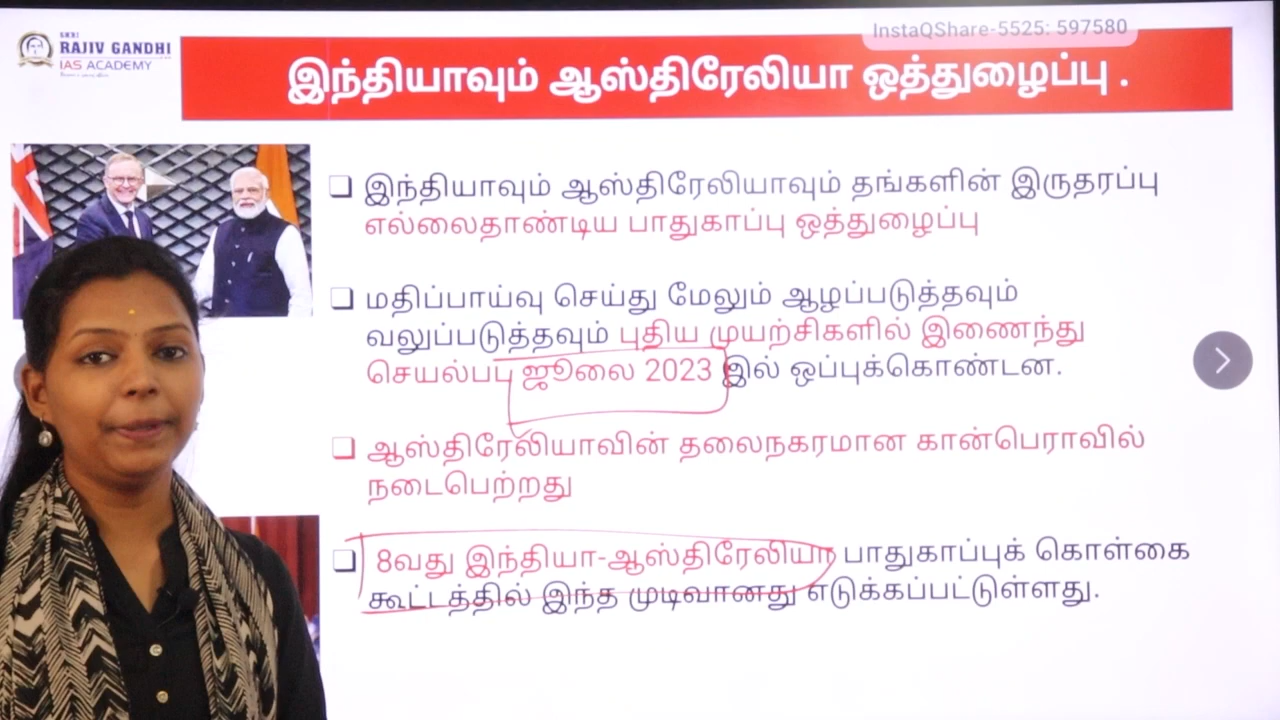 InstaQShare-5525: 597580
SHRI
RAJIV GANDHI
IAS ACADEMY
இந்தியாவும் ஆஸ்திரேலியா ஒத்துழைப்பு .
இந்தியாவும் ஆஸ்திரேலியாவும் தங்களின் இருதரப்பு
எல்லைதாண்டிய பாதுகாப்பு ஒத்துழைப்பு
மதிப்பாய்வு செய்து மேலும் ஆழப்படுத்தவும்
வலுப்படுத்தவும் புதிய முயற்சிகளில் இணைந்து
செயல்பட ஜூலை 2023 இல் ஒப்புக்கொண்டன.
ஆஸ்திரேலியாவின் தலைநகரமான கான்பெராவில்
நடைபெற்றது
8வது இந்தியா-ஆஸ்திரேலியா பாதுகாப்புக் கொள்கை
கூட்டத்தில் இந்த முடிவானது எடுக்கப்பட்டுள்ளது.